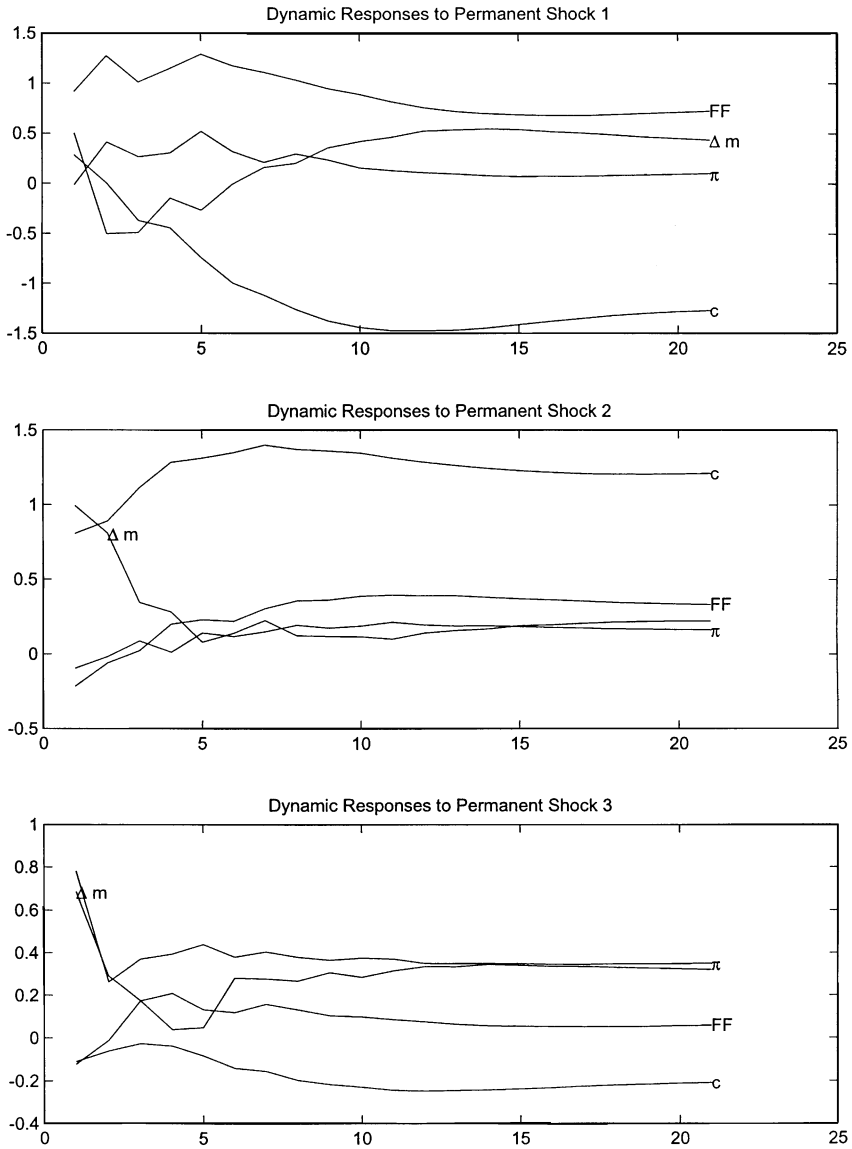 Dynamic Responses to Permanent Shock 1
1.5
1
0.5
0
-0.5
-1
-1.5
FF
Δ m
π
c
0 5 10 15 20 25
Dynamic Responses to Permanent Shock 2
1.5
1
0.5
0
-0.5
c
Δ m
FF
π
0 5 10 15 20 25
Dynamic Responses to Permanent Shock 3
1
0.8
0.6
0.4
0.2
0
-0.2
-0.4
Δ m
π
FF
c
0 5 10 15 20 25